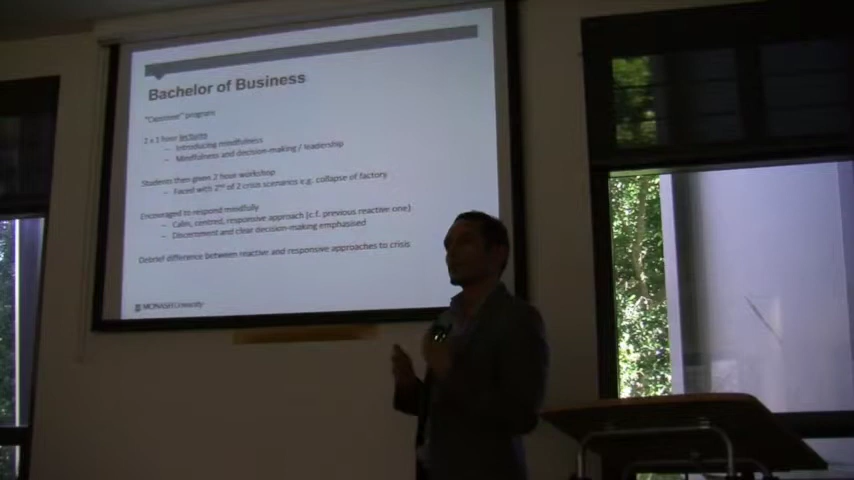 Bachelor of Business
"Capstone" program
2 x 1 hour lectures
– Introducing mindfulness
– Mindfulness and decision-making / leadership
Students then given 2 hour workshop
– Faced with 2nd of 2 crisis scenarios e.g. collapse of factory
Encouraged to respond mindfully
– Calm, centred, responsive approach (c.f. previous reactive one)
– Discernment and clear decision-making emphasised
Debrief difference between reactive and responsive approaches to crisis
MONASH University